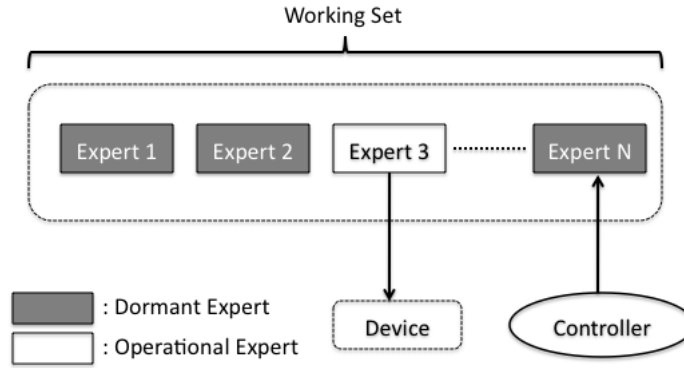 Working Set
Expert 1
Expert 2
Expert 3
Expert N
: Dormant Expert
: Operational Expert
Device
Controller